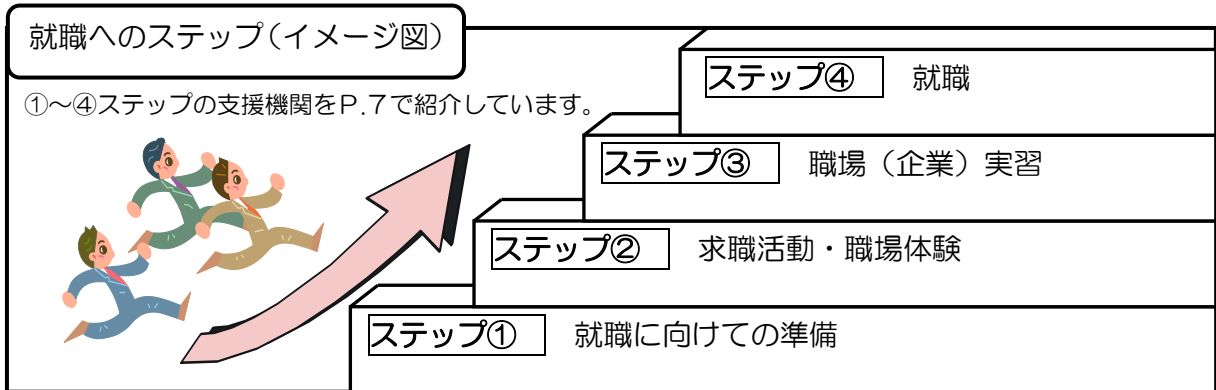 就職へのステップ（イメージ図）
①～④ステップの支援機関をP.７で紹介しています。
ステップ④　就職
ステップ③　職場（企業）実習
ステップ②　求職活動・職場体験
ステップ①　就職に向けての準備